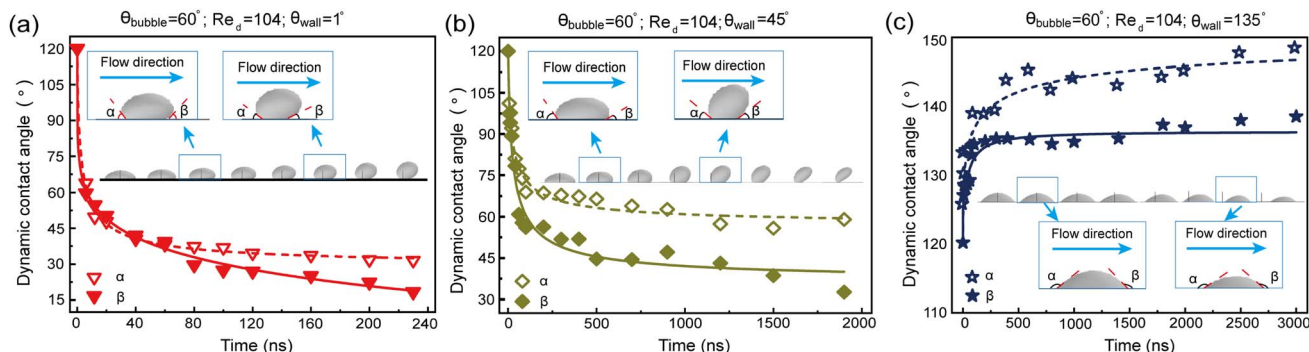 (a)
θbubble=60°; Red=104; θwall=1°
Dynamic contact angle (°)
120
105
90
75
60
45
30
15
Flow direction
α
β
Flow direction
α
β
α
β
0
40
80
120
160
200
240
Time (ns)
(b)
θbubble=60°; Red=104; θwall=45°
Dynamic contact angle (°)
120
105
90
75
60
45
30
Flow direction
α
β
Flow direction
α
β
α
β
0
500
1000
1500
2000
Time (ns)
(c)
θbubble=60°; Red=104; θwall=135°
Dynamic contact angle (°)
150
140
130
120
110
Flow direction
α
β
Flow direction
α
β
α
β
0
500
1000
1500
2000
2500
3000
Time (ns)